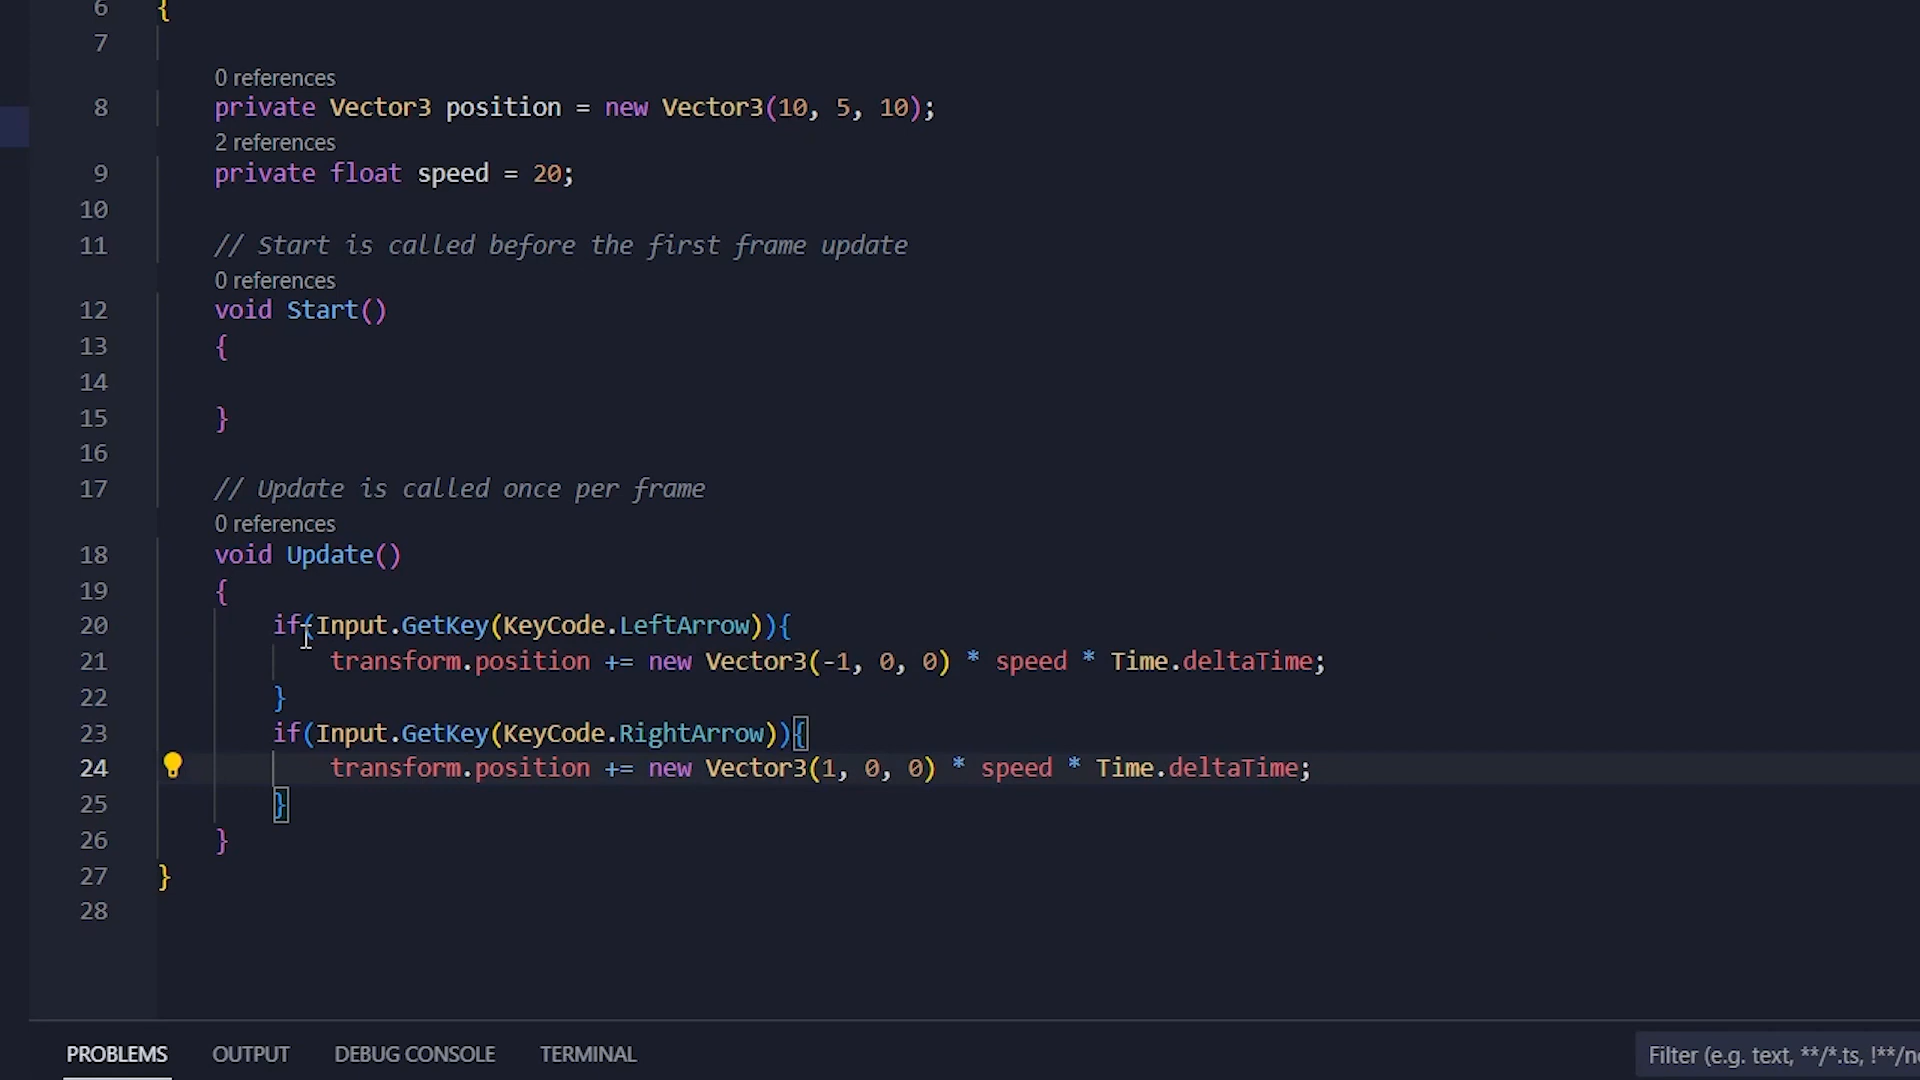 6 {
7
0 references
8 private Vector3 position = new Vector3(10, 5, 10);
2 references
9 private float speed = 20;
10
11 // Start is called before the first frame update
0 references
12 void Start()
13 {
14
15 }
16
17 // Update is called once per frame
0 references
18 void Update()
19 {
20 if(Input.GetKey(KeyCode.LeftArrow)){
21 transform.position += new Vector3(-1, 0, 0) * speed * Time.deltaTime;
22 }
23 if(Input.GetKey(KeyCode.RightArrow)){
24 transform.position += new Vector3(1, 0, 0) * speed * Time.deltaTime;
25 }
26 }
27 }
28
PROBLEMS OUTPUT DEBUG CONSOLE TERMINAL Filter (e.g. text, **/*.ts, !**/